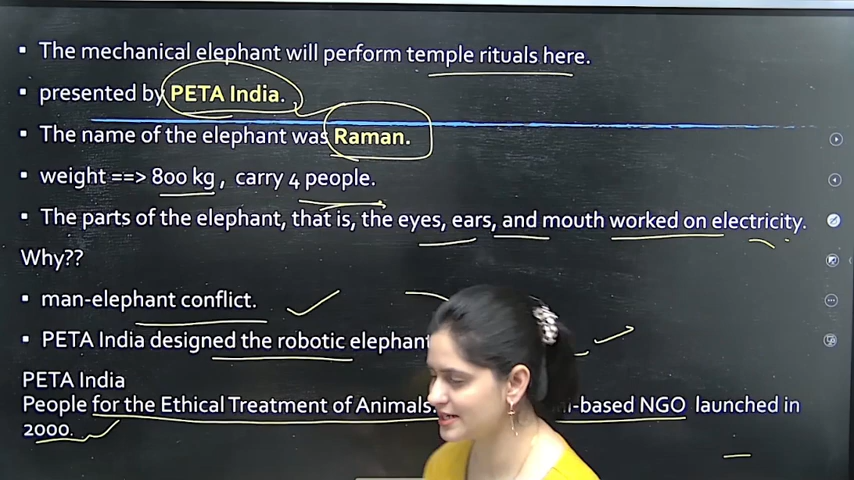 ▪ The mechanical elephant will perform temple rituals here.
▪ presented by PETA India.
▪ The name of the elephant was Raman.
▪ weight ==> 800 kg, carry 4 people.
▪ The parts of the elephant, that is, the eyes, ears, and mouth worked on electricity.
Why??
▪ man-elephant conflict.
▪ PETA India designed the robotic elephant
PETA India
People for the Ethical Treatment of Animals. -based NGO launched in
2000.